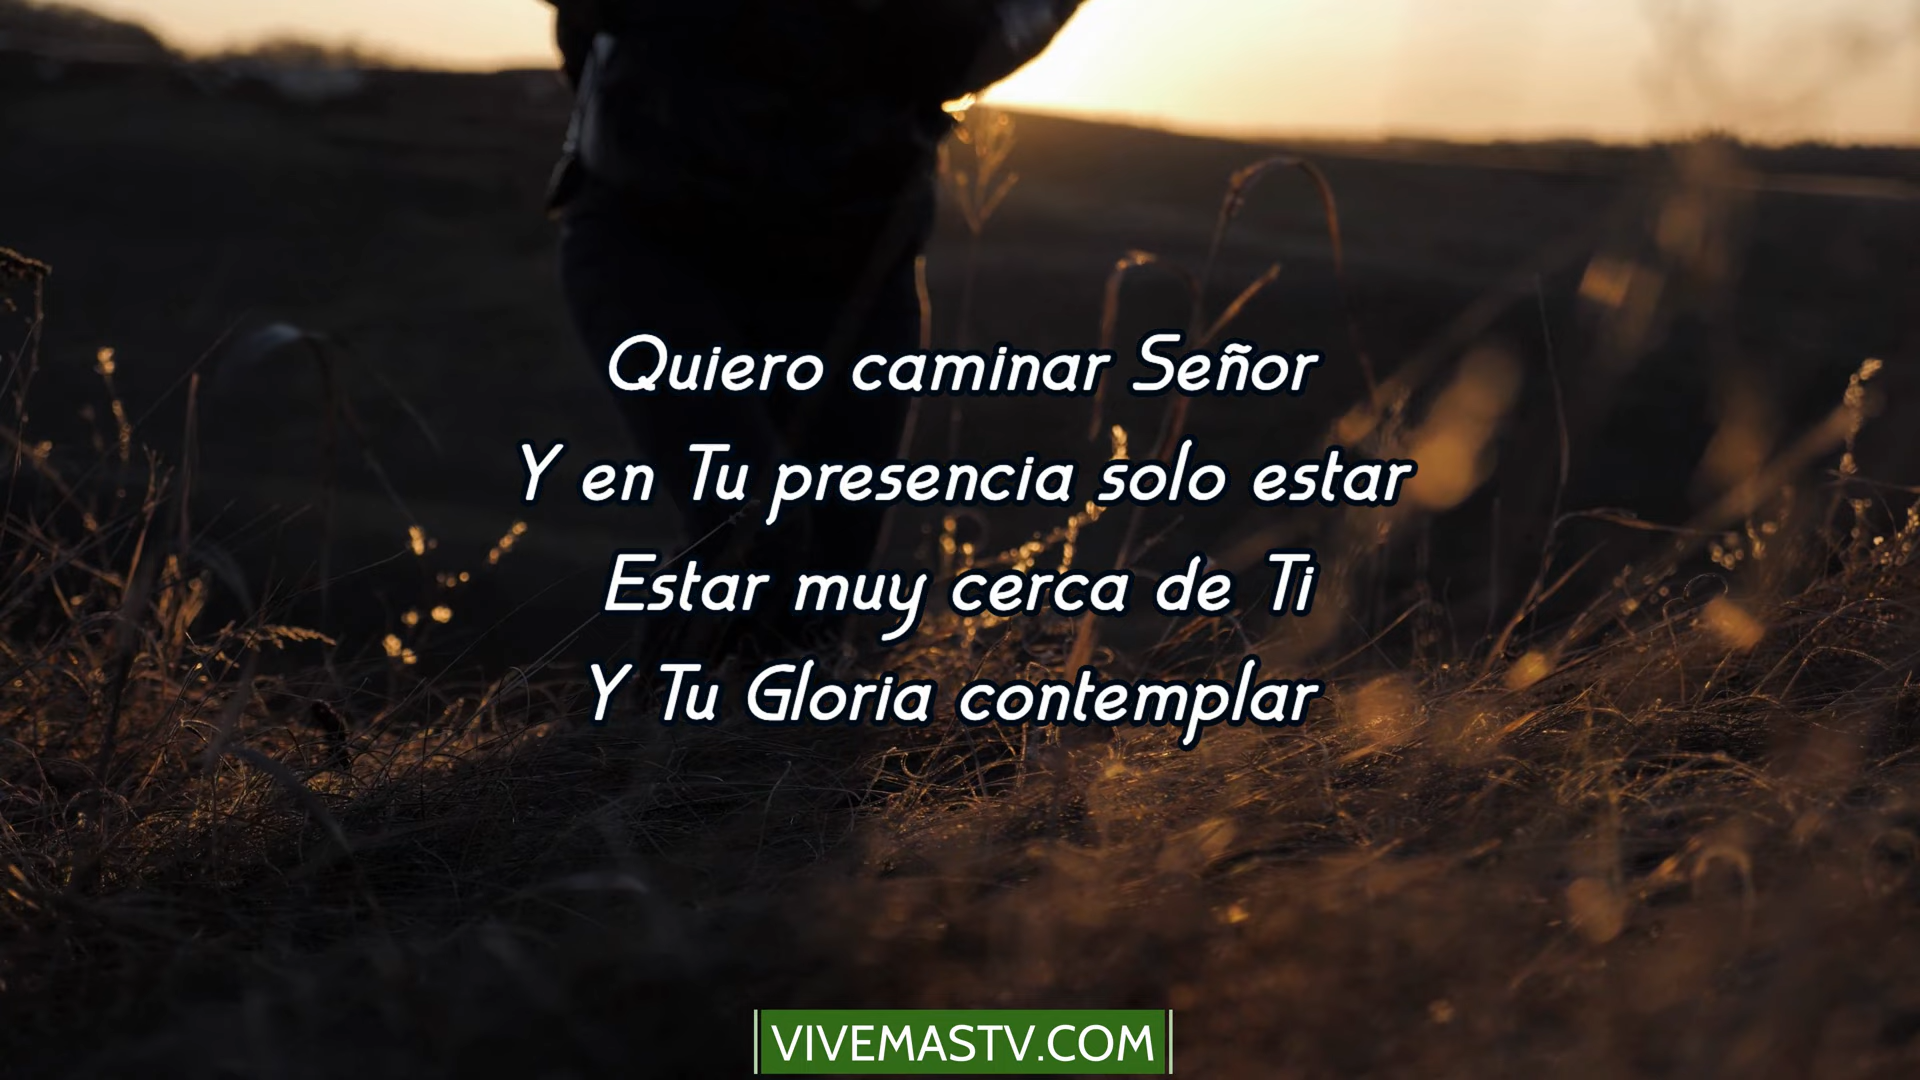 Quiero caminar Señor
Y en Tu presencia solo estar
Estar muy cerca de Ti
Y Tu Gloria contemplar
VIVEMASTV.COM